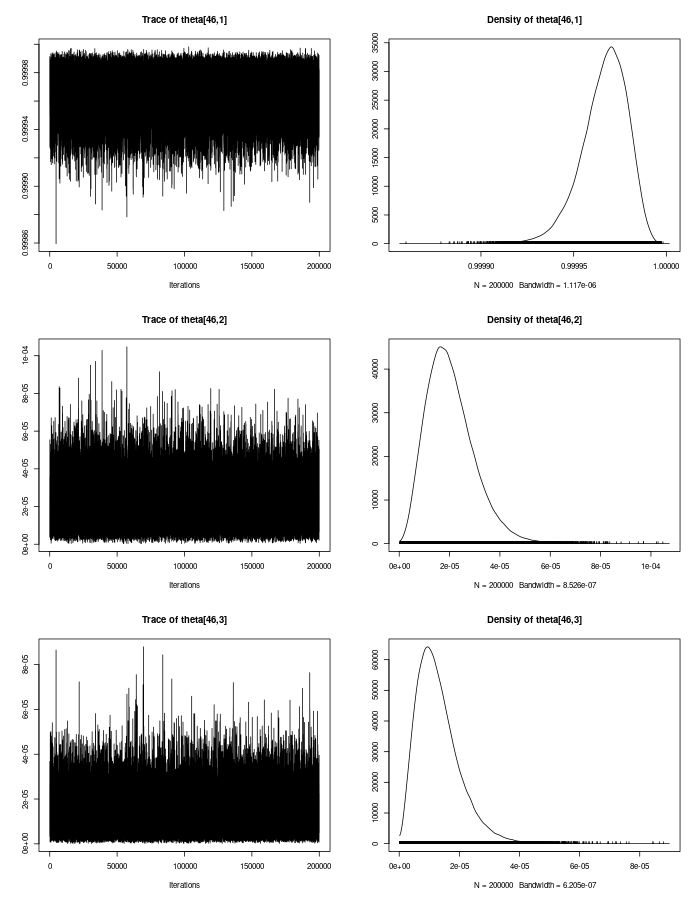 Trace of theta[46,1]
0.99986 0.99990 0.99994 0.99998
0 50000 100000 150000 200000
Iterations
Density of theta[46,1]
0 5000 10000 15000 20000 25000 30000 35000
0.99990 0.99995 1.00000
N = 200000 Bandwidth = 1.117e-06
Trace of theta[46,2]
0e+00 2e-05 4e-05 6e-05 8e-05 1e-04
0 50000 100000 150000 200000
Iterations
Density of theta[46,2]
0 10000 20000 30000 40000
0e+00 2e-05 4e-05 6e-05 8e-05 1e-04
N = 200000 Bandwidth = 8.526e-07
Trace of theta[46,3]
0e+00 2e-05 4e-05 6e-05 8e-05
0 50000 100000 150000 200000
Iterations
Density of theta[46,3]
0 10000 20000 30000 40000 50000 60000
0e+00 2e-05 4e-05 6e-05 8e-05
N = 200000 Bandwidth = 6.205e-07